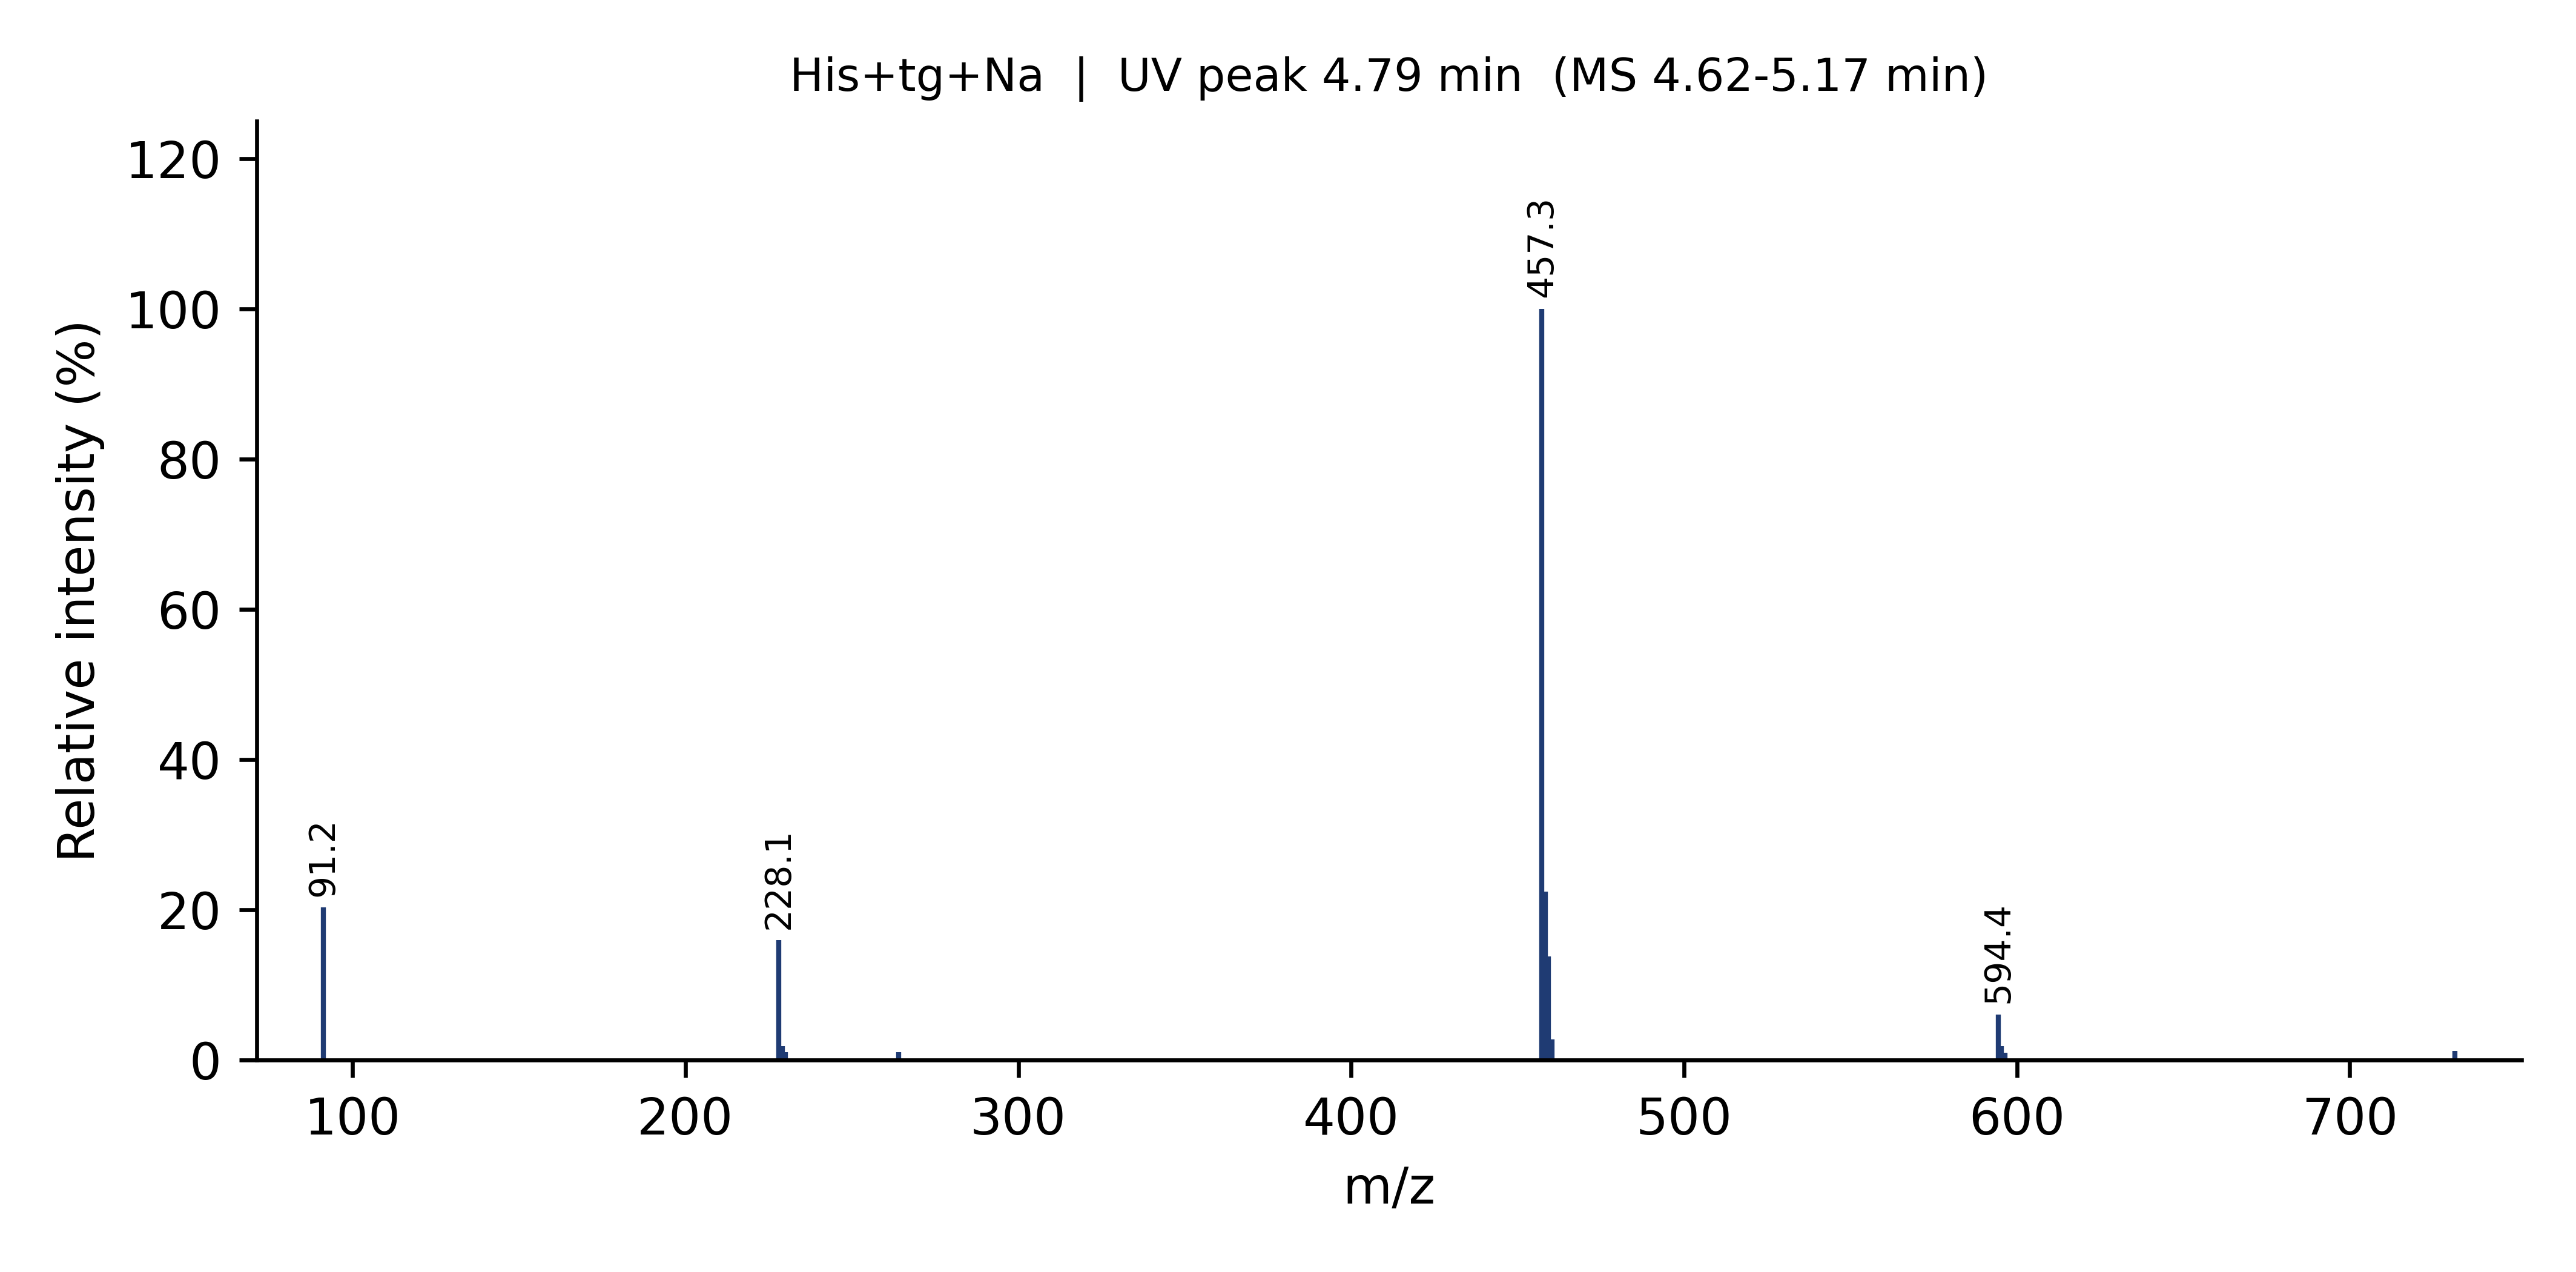 His+tg+Na | UV peak 4.79 min (MS 4.62-5.17 min)
Relative intensity (%)
120
100
80
60
40
20
0
91.2
228.1
457.3
594.4
100 200 300 400 500 600 700
m/z